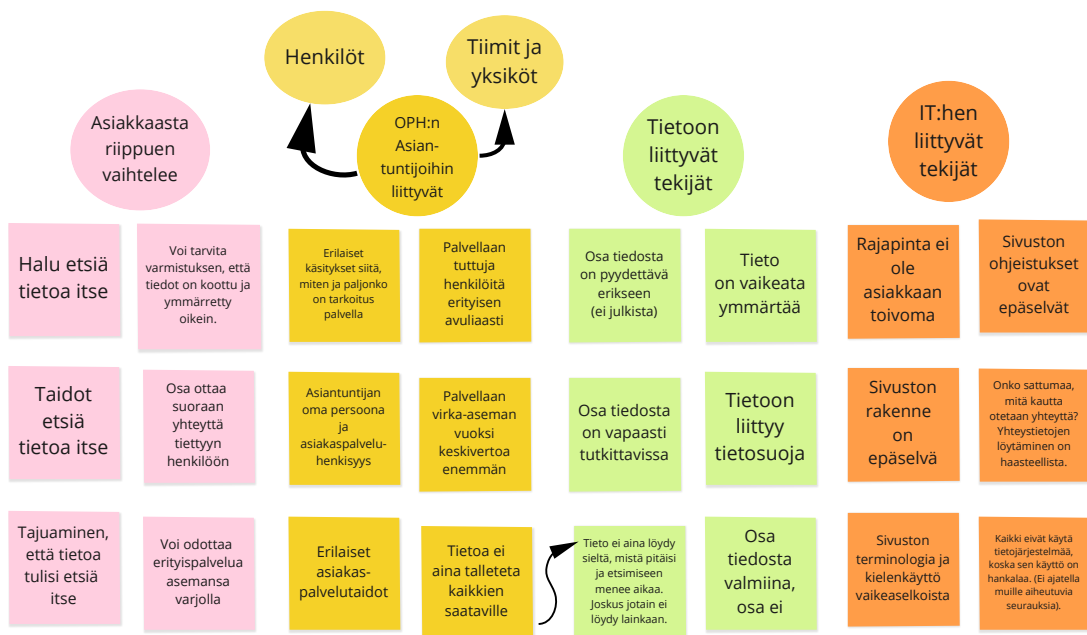 Henkilöt
Tiimit ja
yksiköt
Asiakkaasta
riippuen
vaihtelee
OPH:n
Asian-
tuntijoihin
liittyvät
Tietoon
liittyvät
tekijät
IT:hen
liittyvät
tekijät
Halu etsiä
tietoa itse
Voi tarvita
varmistuksen, että
tiedot on koottu ja
ymmärretty
oikein.
Erilaiset
käsitykset siitä,
miten ja paljonko
on tarkoitus
palvella
Palvellaan
tuttuja
henkilöitä
erityisen
avuliaasti
Osa tiedosta
on pyydettävä
erikseen
(ei julkista)
Tieto
on vaikeata
ymmärtää
Rajapinta ei
ole
asiakkaan
toivoma
Sivuston
ohjeistukset
ovat
epäselvät
Taidot
etsiä
tietoa itse
Osa ottaa
suoraan
yhteyttä
tiettyyn
henkilöön
Asiantuntijan
oma persoona
ja
asiakaspalvelu-
henkisyys
Palvellaan
virka-aseman
vuoksi
keskivertoa
enemmän
Osa tiedosta
on vapaasti
tutkittavissa
Tietoon
liittyy
tietosuoja
Sivuston
rakenne
on
epäselvä
Onko sattumaa,
mitä kautta
otetaan yhteyttä?
Yhteystietojen
löytäminen on
haasteellista.
Tajuaminen,
että tietoa
tulisi etsiä
itse
Voi odottaa
erityispalvelua
asemansa
varjolla
Erilaiset
asiakas-
palvelutaidot
Tietoa ei
aina talleteta
kaikkien
saataville
Tieto ei aina löydy
sieltä, mistä pitäisi
ja etsimiseen
menee aikaa.
Joskus jotain ei
löydy lainkaan.
Osa
tiedosta
valmiina,
osa ei
Sivuston
terminologia ja
kielenkäyttö
vaikeaselkoista
Kaikki eivät käytä
tietojärjestelmää,
koska sen käyttö on
hankalaa. (Ei ajatella
muille aiheutuvia
seurauksia).